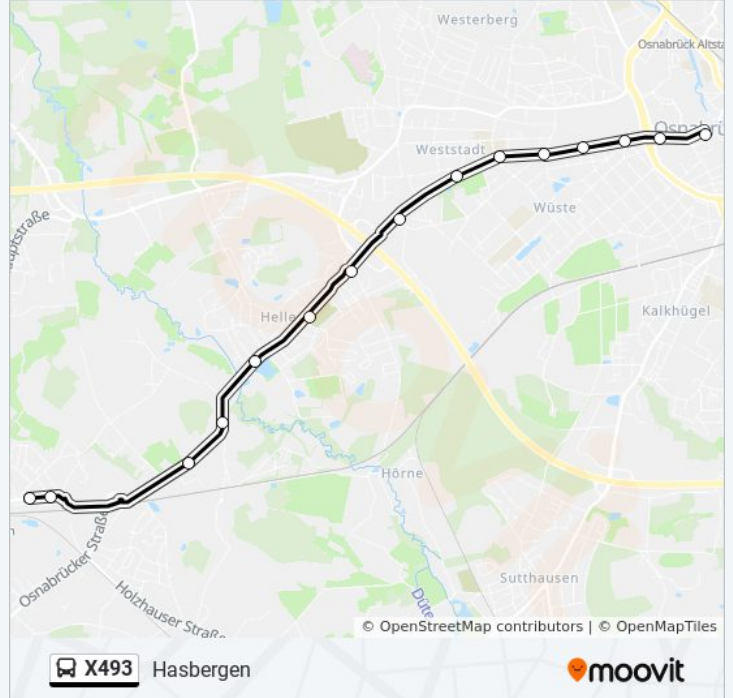 Westerberg
Osnabrück Altsta
Osnabrü
Weststadt
Wüste
uptstraße
Helle
Kalkhügel
Hörne
Osnabrücker Straße
Holzhauser Straße
Sutthausen
Düte
© OpenStreetMap contributors | © OpenMapTiles
X493 Hasbergen
moovit